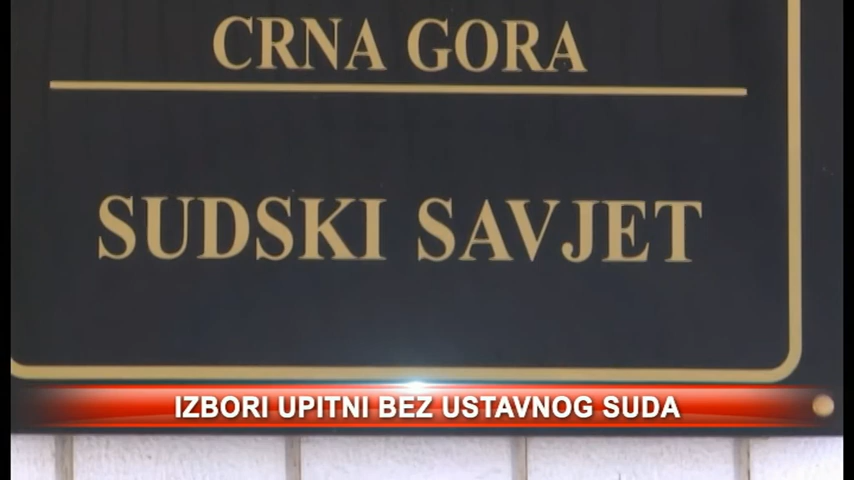 CRNA GORA
SUDSKI SAVJET
IZBORI UPITNI BEZ USTAVNOG SUDA